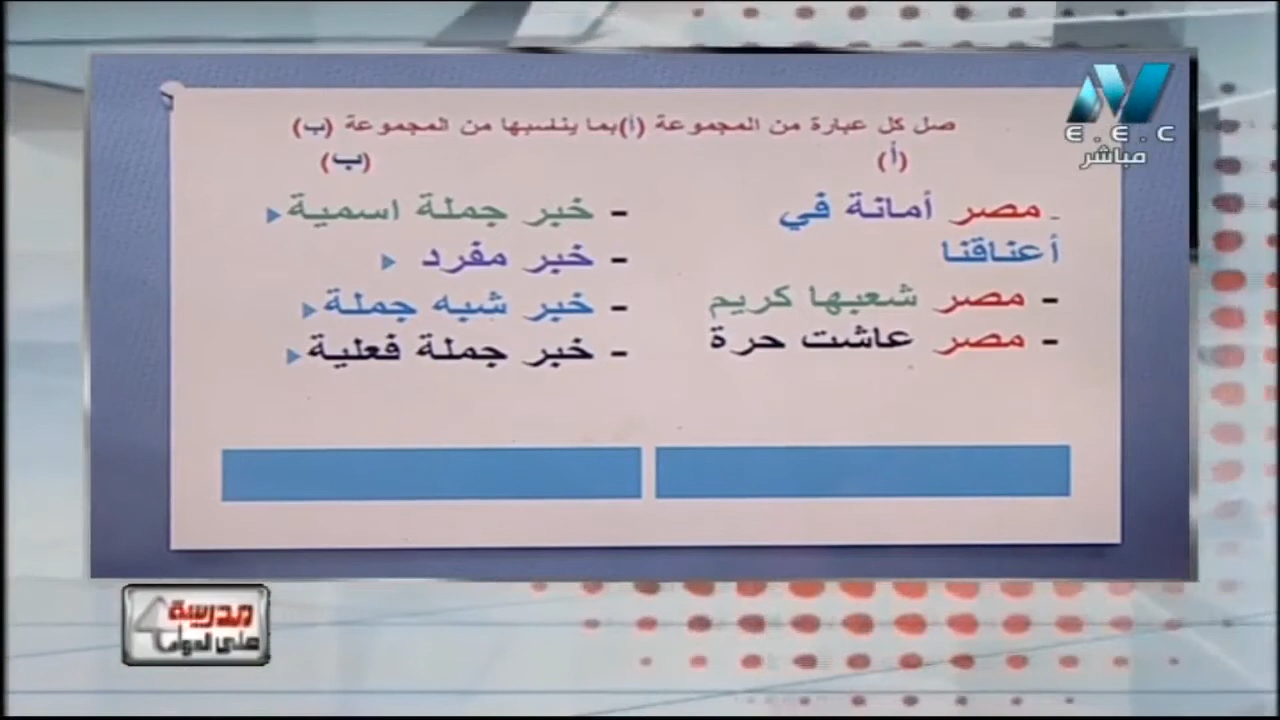 صل كل عبارة من المجموعة (أ) بما يناسبها من المجموعة (ب)
(أ)
(ب)
- مصر أمانة في
أعناقنا
- مصر شعبها كريم
- مصر عاشت حرة
- خبر جملة اسمية
- خبر مفرد
- خبر شبه جملة
- خبر جملة فعلية
E.E.C
مباشر
مدرسة
على الهواء